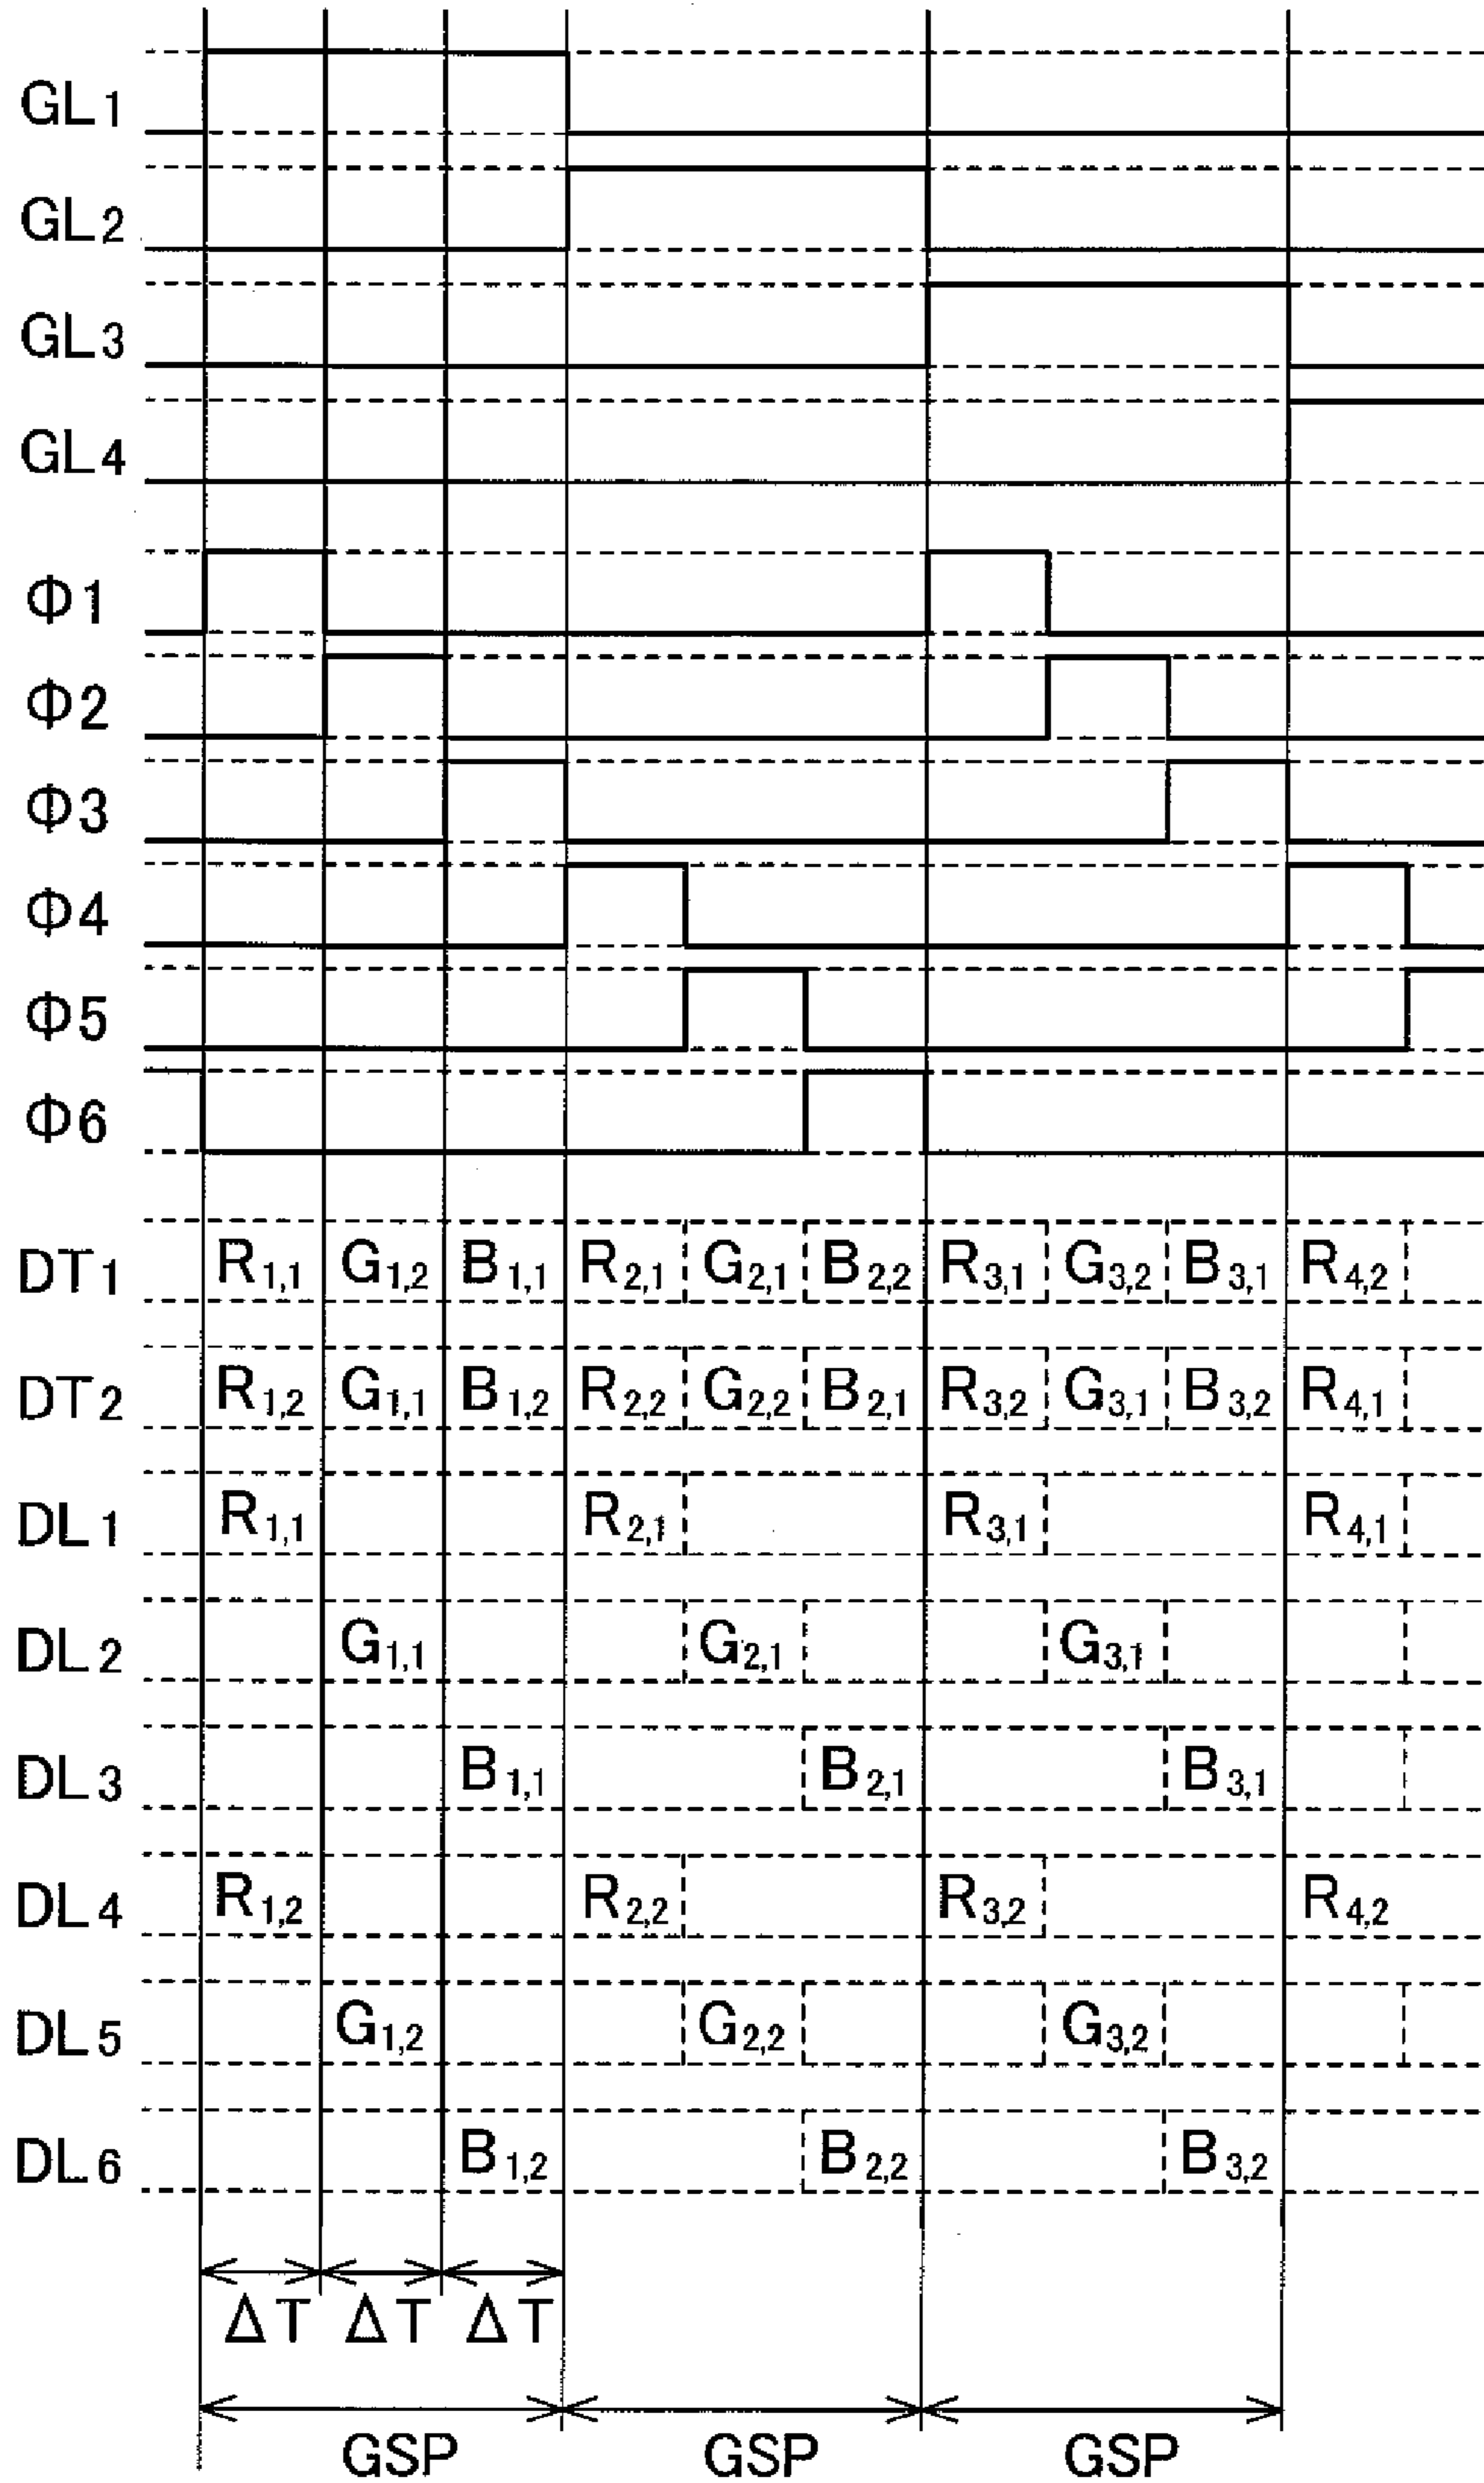 GL1
GL2
GL3
GL4
Φ1
Φ2
Φ3
Φ4
Φ5
Φ6
DT1 R1,1 G1,2 B1,1 R2,1 G2,1 B2,2 R3,1 G3,2 B3,1 R4,2
DT2 R1,2 G1,1 B1,2 R2,2 G2,2 B2,1 R3,2 G3,1 B3,2 R4,1
DL1 R1,1 R2,1 R3,1 R4,1
DL2 G1,1 G2,1 G3,1
DL3 B1,1 B2,1 B3,1
DL4 R1,2 R2,2 R3,2 R4,2
DL5 G1,2 G2,2 G3,2
DL6 B1,2 B2,2 B3,2
ΔT ΔT ΔT
GSP GSP GSP